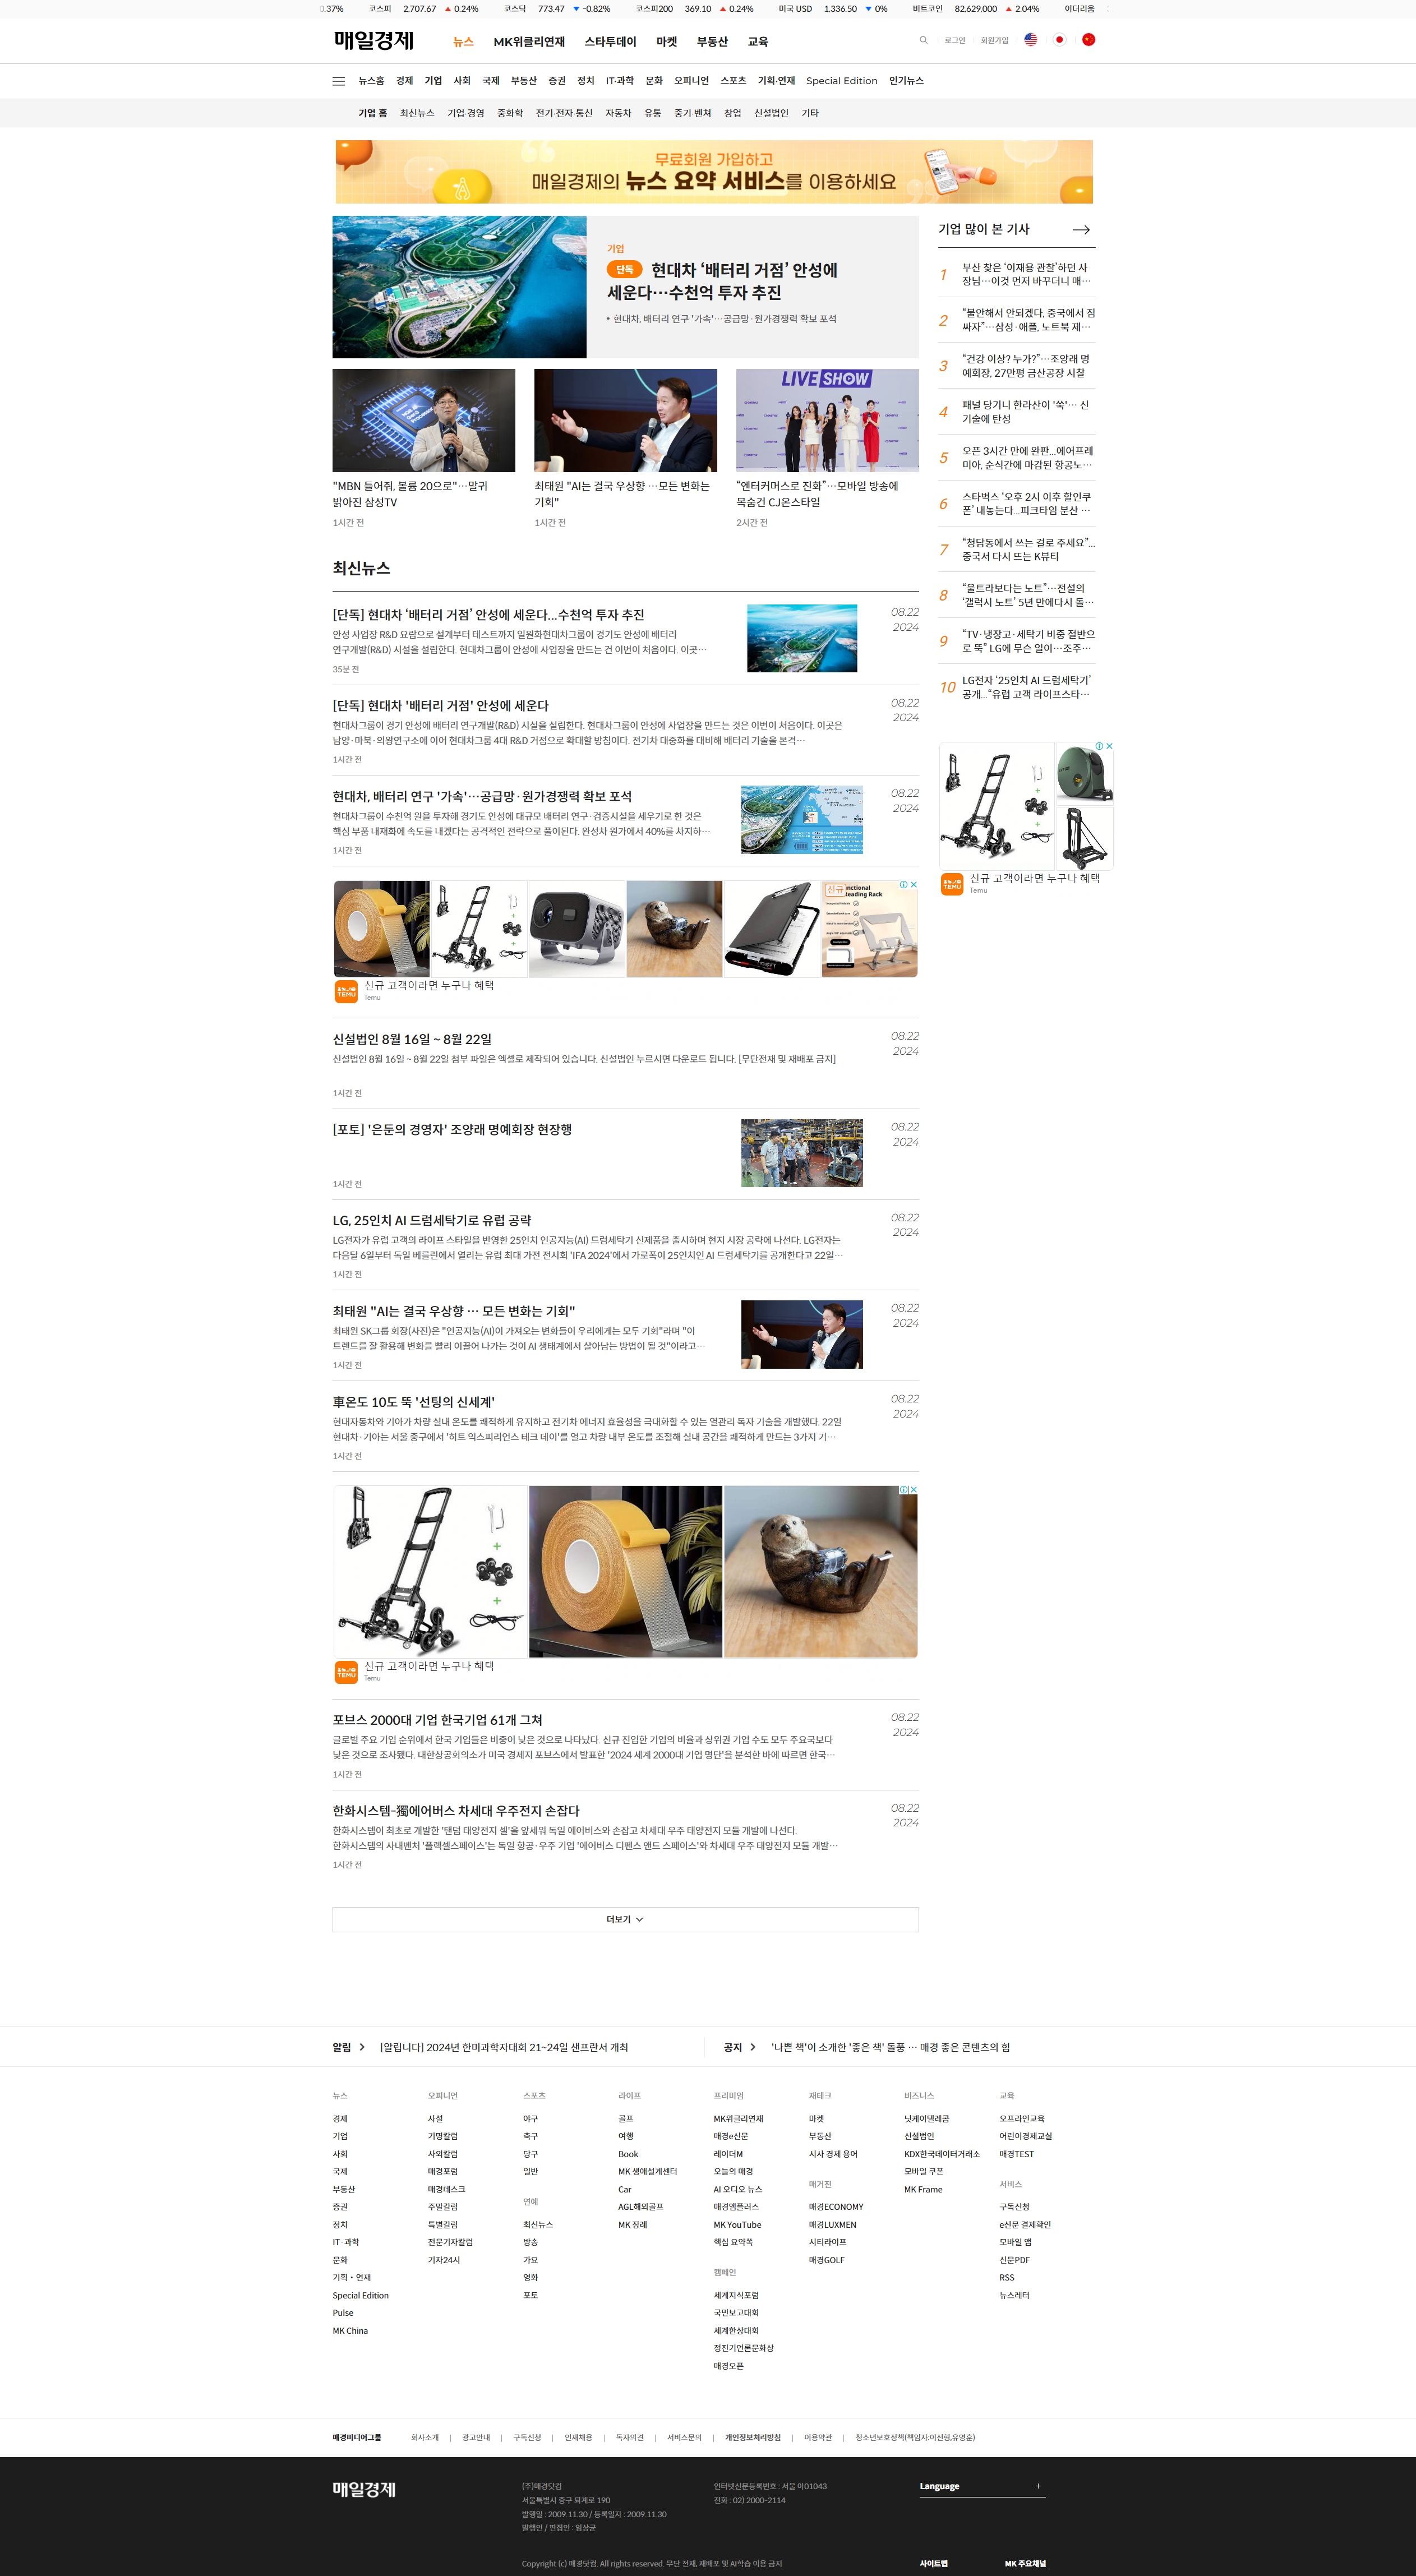 0.37% 코스피 2,707.67 ▲ 0.24% 코스닥 773.47 ▼ -0.82% 코스피200 369.10 ▲ 0.24% 미국 USD 1,336.50 ▼ 0% 비트코인 82,629,000 ▲ 2.04% 이더리움
매일경제 뉴스 MK위클리연재 스타투데이 마켓 부동산 교육 로그인 회원가입
뉴스홈 경제 기업 사회 국제 부동산 증권 정치 IT·과학 문화 오피니언 스포츠 기획·연재 Special Edition 인기뉴스
기업 홈 최신뉴스 기업·경영 중화학 전기·전자·통신 자동차 유통 중기·벤처 창업 신설법인 기타
무료회원 가입하고
매일경제의 뉴스 요약 서비스를 이용하세요
기업
단독 현대차 ‘배터리 거점’ 안성에
세운다…수천억 투자 추진
• 현대차, 배터리 연구 '가속'…공급망·원가경쟁력 확보 포석
LIVE SHOW
"MBN 틀어줘, 볼륨 20으로"…말귀
밝아진 삼성TV
1시간 전
최태원 "AI는 결국 우상향 … 모든 변화는
기회"
1시간 전
“엔터커머스로 진화”…모바일 방송에
목숨건 CJ온스타일
2시간 전
최신뉴스
[단독] 현대차 ‘배터리 거점’ 안성에 세운다...수천억 투자 추진
안성 사업장 R&D 요람으로 설계부터 테스트까지 일원화현대차그룹이 경기도 안성에 배터리
연구개발(R&D) 시설을 설립한다. 현대차그룹이 안성에 사업장을 만드는 건 이번이 처음이다. 이곳…
35분 전
08.22
2024
[단독] 현대차 '배터리 거점' 안성에 세운다
현대차그룹이 경기 안성에 배터리 연구개발(R&D) 시설을 설립한다. 현대차그룹이 안성에 사업장을 만드는 것은 이번이 처음이다. 이곳은
남양·마북·의왕연구소에 이어 현대차그룹 4대 R&D 거점으로 확대할 방침이다. 전기차 대중화를 대비해 배터리 기술을 본격…
1시간 전
08.22
2024
현대차, 배터리 연구 '가속'…공급망·원가경쟁력 확보 포석
현대차그룹이 수천억 원을 투자해 경기도 안성에 대규모 배터리 연구·검증시설을 세우기로 한 것은
핵심 부품 내재화에 속도를 내겠다는 공격적인 전략으로 풀이된다. 완성차 원가에서 40%를 차지하…
1시간 전
08.22
2024
신규
신규 고객이라면 누구나 혜택
TEMU
Temu
신설법인 8월 16일 ~ 8월 22일
신설법인 8월 16일 ~ 8월 22일 첨부 파일은 엑셀로 제작되어 있습니다. 신설법인 누르시면 다운로드 됩니다. [무단전재 및 재배포 금지]
1시간 전
08.22
2024
[포토] '은둔의 경영자' 조양래 명예회장 현장행
1시간 전
08.22
2024
LG, 25인치 AI 드럼세탁기로 유럽 공략
LG전자가 유럽 고객의 라이프 스타일을 반영한 25인치 인공지능(AI) 드럼세탁기 신제품을 출시하며 현지 시장 공략에 나선다. LG전자는
다음달 6일부터 독일 베를린에서 열리는 유럽 최대 가전 전시회 'IFA 2024'에서 가로폭이 25인치인 AI 드럼세탁기를 공개한다고 22일…
1시간 전
08.22
2024
최태원 "AI는 결국 우상향 … 모든 변화는 기회"
최태원 SK그룹 회장(사진)은 "인공지능(AI)이 가져오는 변화들이 우리에게는 모두 기회"라며 "이
트렌드를 잘 활용해 변화를 빨리 이끌어 나가는 것이 AI 생태계에서 살아남는 방법이 될 것"이라고…
1시간 전
08.22
2024
車온도 10도 뚝 '선팅의 신세계'
현대자동차와 기아가 차량 실내 온도를 쾌적하게 유지하고 전기차 에너지 효율성을 극대화할 수 있는 열관리 독자 기술을 개발했다. 22일
현대차·기아는 서울 중구에서 '히트 익스피리언스 테크 데이'를 열고 차량 내부 온도를 조절해 실내 공간을 쾌적하게 만드는 3가지 기…
1시간 전
08.22
2024
신규 고객이라면 누구나 혜택
TEMU
Temu
포브스 2000대 기업 한국기업 61개 그쳐
글로벌 주요 기업 순위에서 한국 기업들은 비중이 낮은 것으로 나타났다. 신규 진입한 기업의 비율과 상위권 기업 수도 모두 주요국보다
낮은 것으로 조사됐다. 대한상공회의소가 미국 경제지 포브스에서 발표한 '2024 세계 2000대 기업 명단'을 분석한 바에 따르면 한국…
1시간 전
08.22
2024
한화시스템-獨에어버스 차세대 우주전지 손잡다
한화시스템이 최초로 개발한 '탠덤 태양전지 셀'을 앞세워 독일 에어버스와 손잡고 차세대 우주 태양전지 모듈 개발에 나선다.
한화시스템의 사내벤처 '플렉셀스페이스'는 독일 항공·우주 기업 '에어버스 디펜스 앤드 스페이스'와 차세대 우주 태양전지 모듈 개발…
1시간 전
08.22
2024
더보기
기업 많이 본 기사
1 부산 찾은 ‘이재용 관찰’하던 사
장님…이것 먼저 바꾸더니 매…
2 “불안해서 안되겠다, 중국에서 짐
싸자”…삼성·애플, 노트북 제…
3 “건강 이상? 누가?”…조양래 명
예회장, 27만평 금산공장 시찰
4 패널 당기니 한라산이 '쑥'… 신
기술에 탄성
5 오픈 3시간 만에 완판...에어프레
미아, 순식간에 마감된 항공노…
6 스타벅스 ‘오후 2시 이후 할인쿠
폰’ 내놓는다...피크타임 분산 …
7 “청담동에서 쓰는 걸로 주세요”...
중국서 다시 뜨는 K뷰티
8 “울트라보다는 노트”…전설의
‘갤럭시 노트’ 5년 만에다시 돌…
9 “TV·냉장고·세탁기 비중 절반으
로 뚝” LG에 무슨 일이…조주…
10 LG전자 ‘25인치 AI 드럼세탁기’
공개...“유럽 고객 라이프스타…
신규 고객이라면 누구나 혜택
TEMU
Temu
알림 [알립니다] 2024년 한미과학자대회 21~24일 샌프란서 개최
공지 '나쁜 책'이 소개한 '좋은 책' 돌풍 … 매경 좋은 콘텐츠의 힘
뉴스
경제
기업
사회
국제
부동산
증권
정치
IT·과학
문화
기획·연재
Special Edition
Pulse
MK China
오피니언
사설
기명칼럼
사외칼럼
매경포럼
매경데스크
주말칼럼
특별칼럼
전문기자칼럼
기자24시
스포츠
야구
축구
당구
일반
연예
최신뉴스
방송
가요
영화
포토
라이프
골프
여행
Book
MK 생애설계센터
Car
AGL해외골프
MK 장례
프리미엄
MK위클리연재
매경e신문
레이더M
오늘의 매경
AI 오디오 뉴스
매경엠플러스
MK YouTube
핵심 요약쏙
캠페인
세계지식포럼
국민보고대회
세계한상대회
정진기언론문화상
매경오픈
재테크
마켓
부동산
시사 경제 용어
매거진
매경ECONOMY
매경LUXMEN
시티라이프
매경GOLF
비즈니스
닛케이텔레콤
신설법인
KDX한국데이터거래소
모바일 쿠폰
MK Frame
교육
오프라인교육
어린이경제교실
매경TEST
서비스
구독신청
e신문 결제확인
모바일 앱
신문PDF
RSS
뉴스레터
매경미디어그룹 회사소개 | 광고안내 | 구독신청 | 인재채용 | 독자의견 | 서비스문의 | 개인정보처리방침 | 이용약관 | 청소년보호정책(책임자:이선형,유영훈)
매일경제
(주)매경닷컴
서울특별시 중구 퇴계로 190
발행일 : 2009.11.30 / 등록일자 : 2009.11.30
발행인 / 편집인 : 임상균
인터넷신문등록번호 : 서울 아01043
전화 : 02) 2000-2114
Language +
Copyright (c) 매경닷컴. All rights reserved. 무단 전재, 재배포 및 AI학습 이용 금지
사이트맵 MK 주요채널